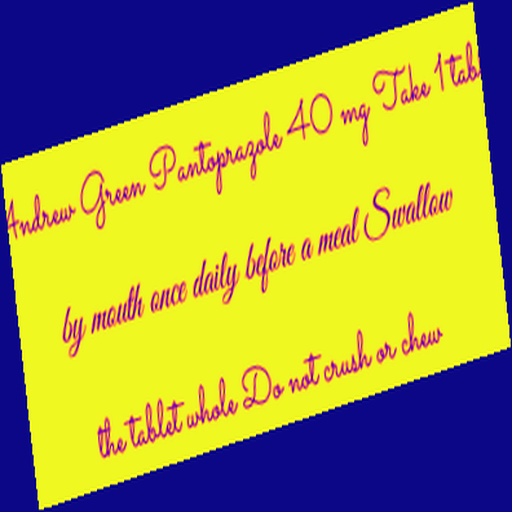 Andrew Green Pantoprazole 40 mg Take 1 tab
by mouth once daily before a meal Swallow
the tablet whole Do not crush or chew